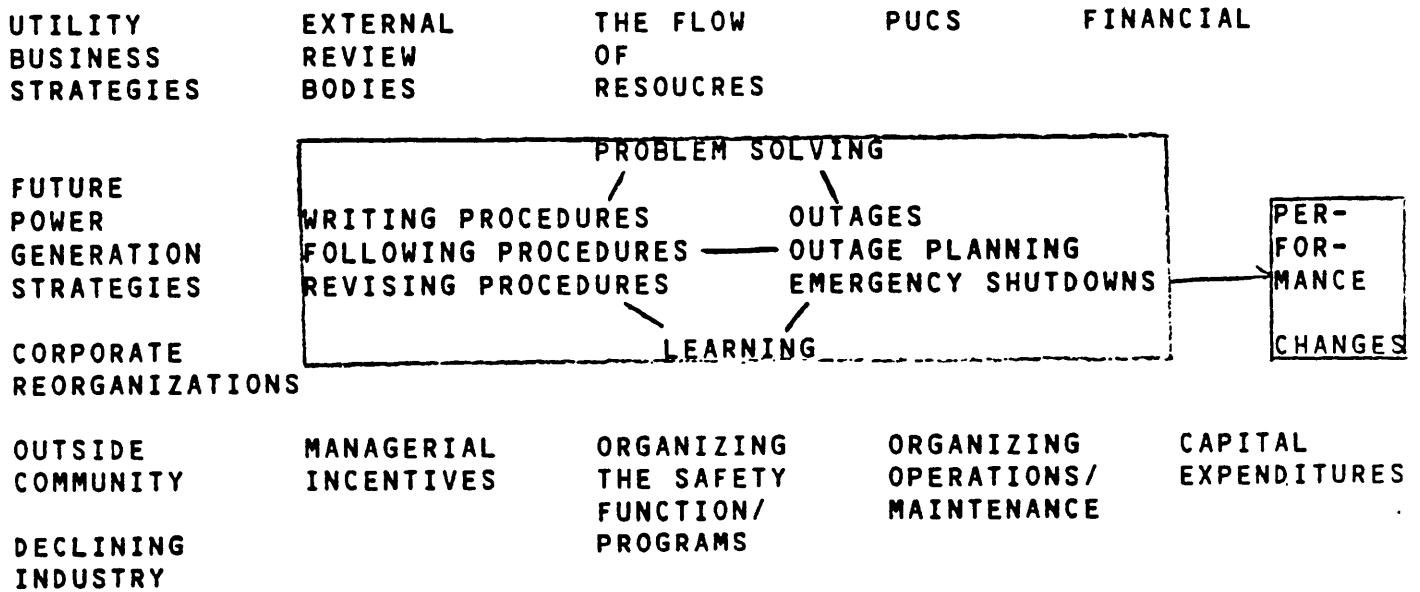 UTILITY EXTERNAL THE FLOW PUCS FINANCIAL
BUSINESS REVIEW OF
STRATEGIES BODIES RESOUCRES
PROBLEM SOLVING
FUTURE
POWER WRITING PROCEDURES OUTAGES PER-
GENERATION FOLLOWING PROCEDURES OUTAGE PLANNING FOR-
STRATEGIES REVISING PROCEDURES EMERGENCY SHUTDOWNS MANCE
CORPORATE LEARNING CHANGES
REORGANIZATIONS
OUTSIDE MANAGERIAL ORGANIZING ORGANIZING CAPITAL
COMMUNITY INCENTIVES THE SAFETY OPERATIONS/ EXPENDITURES
FUNCTION/ MAINTENANCE
DECLINING PROGRAMS
INDUSTRY